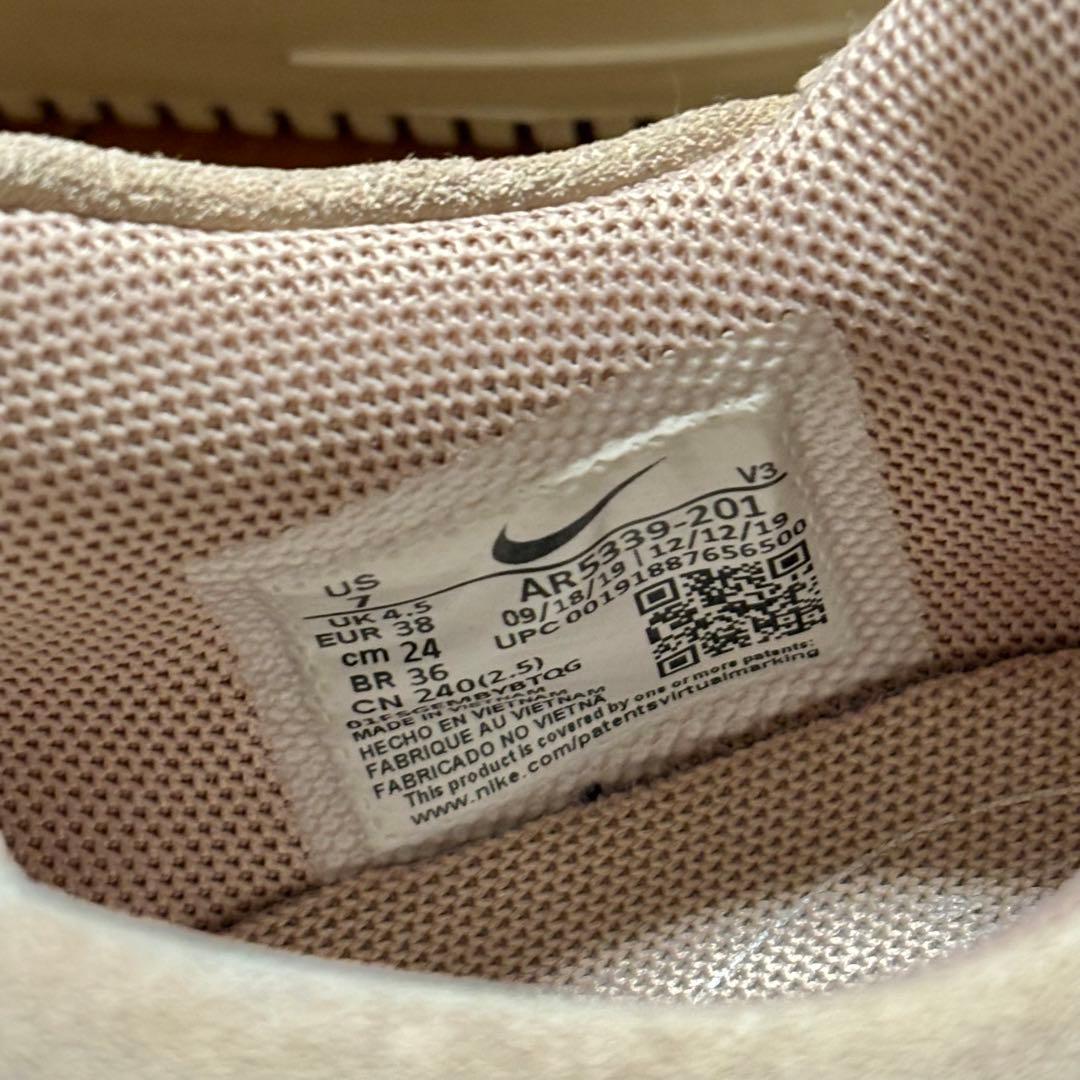 V3
AR5339-201
09/18/19 | 12/12/19
UPC 00191887656500
US
7
UK 4.5
EUR 38
cm 24
BR 36
CN 240(2.5)
MADE IN VIETNAM
HECHO EN VIETNAM
FABRIQUE AU VIETNAM
FABRICADO NO VIETNÃ
This product is covered by one or more patents:
www.nike.com/patentsvirtualmarking